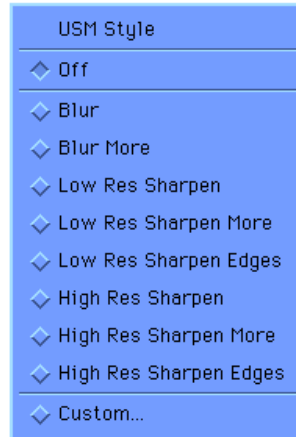 USM Style
Off
Blur
Blur More
Low Res Sharpen
Low Res Sharpen More
Low Res Sharpen Edges
High Res Sharpen
High Res Sharpen More
High Res Sharpen Edges
Custom...